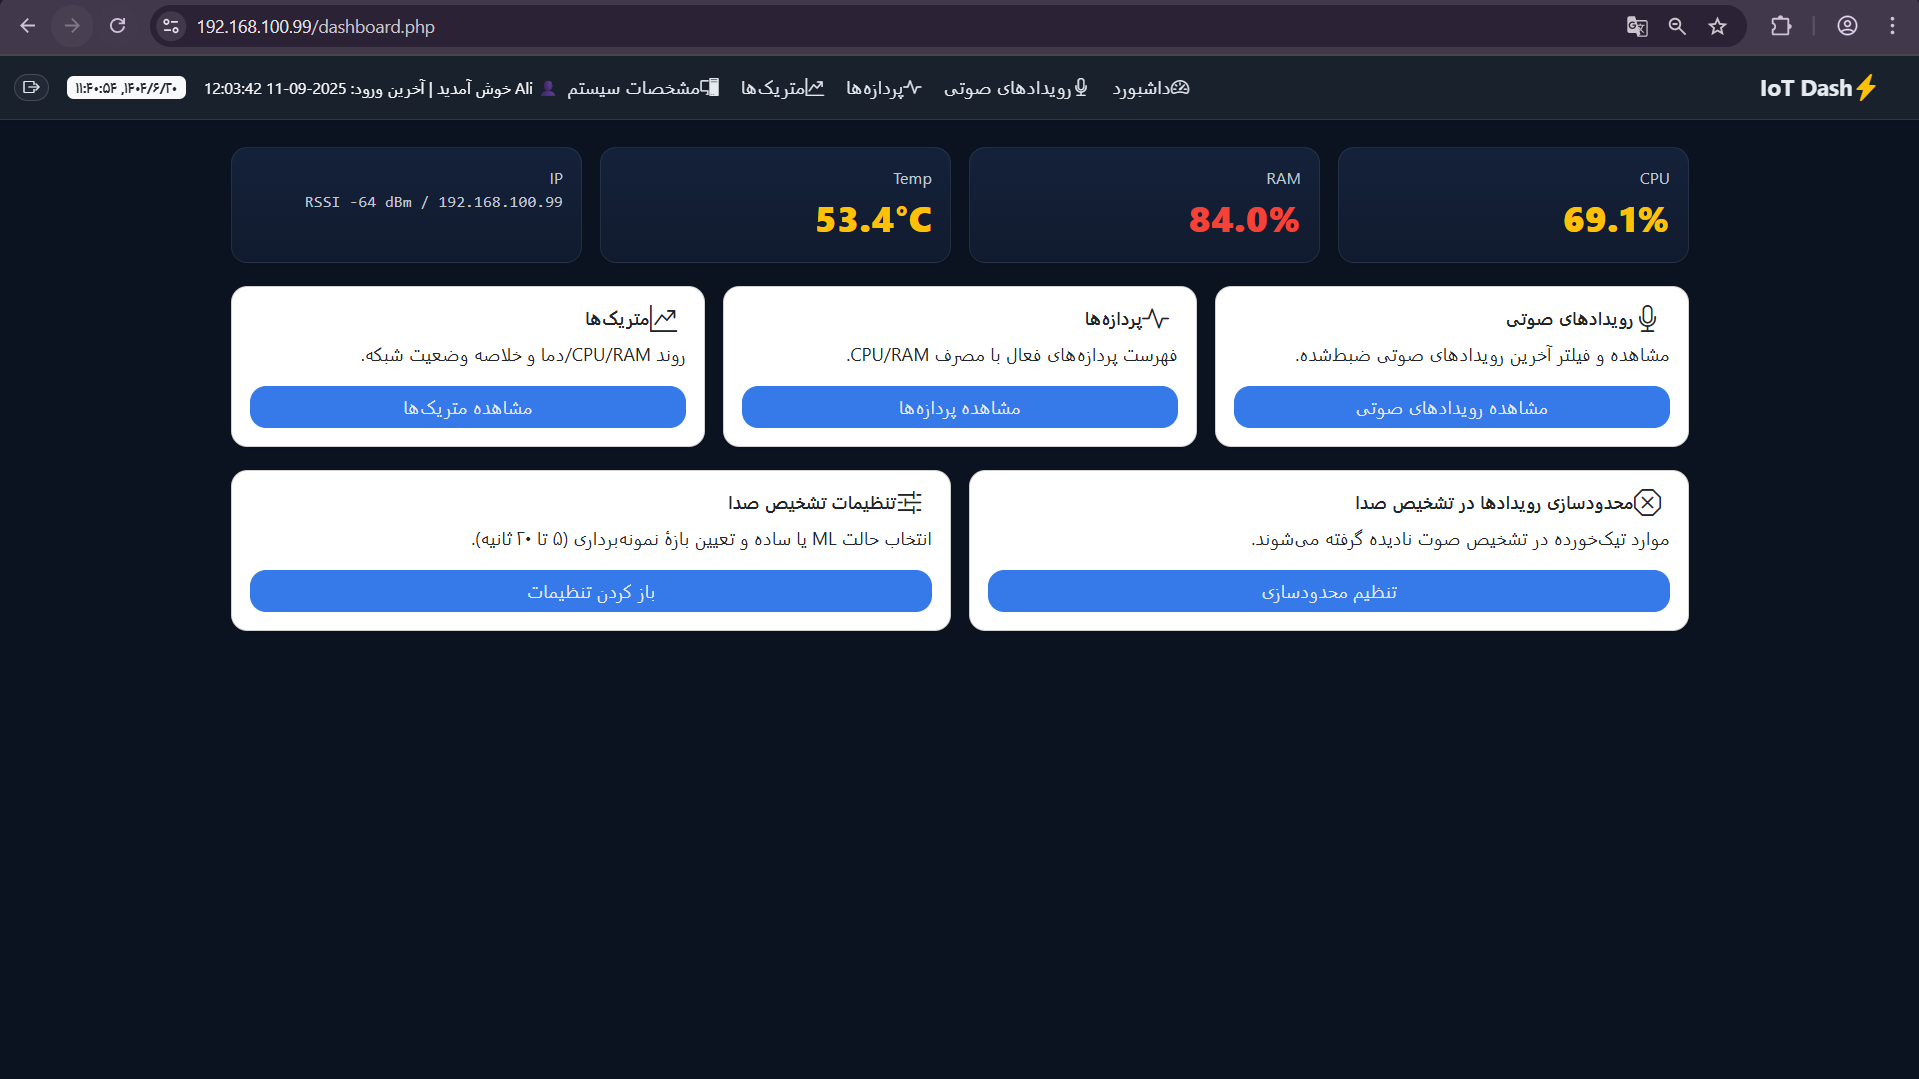 192.168.100.99/dashboard.php
IoT Dash
داشبورد
رویدادهای صوتی
پردازه‌ها
متریک‌ها
مشخصات سیستم
Ali خوش آمدید | آخرین ورود: 2025-09-11 12:03:42
۱۴۰۴/۶/۳۰, ۱۱:۴۰:۵۴
CPU
69.1%
RAM
84.0%
Temp
53.4°C
IP
RSSI -64 dBm / 192.168.100.99
رویدادهای صوتی
مشاهده و فیلتر آخرین رویدادهای صوتی ضبط‌شده.
مشاهده رویدادهای صوتی
پردازه‌ها
فهرست پردازه‌های فعال با مصرف CPU/RAM.
مشاهده پردازه‌ها
متریک‌ها
روند CPU/RAM/دما و خلاصه وضعیت شبکه.
مشاهده متریک‌ها
محدودسازی رویدادها در تشخیص صدا
موارد تیک‌خورده در تشخیص صوت نادیده گرفته می‌شوند.
تنظیم محدودسازی
تنظیمات تشخیص صدا
انتخاب حالت ML یا ساده و تعیین بازهٔ نمونه‌برداری (۵ تا ۲۰ ثانیه).
باز کردن تنظیمات